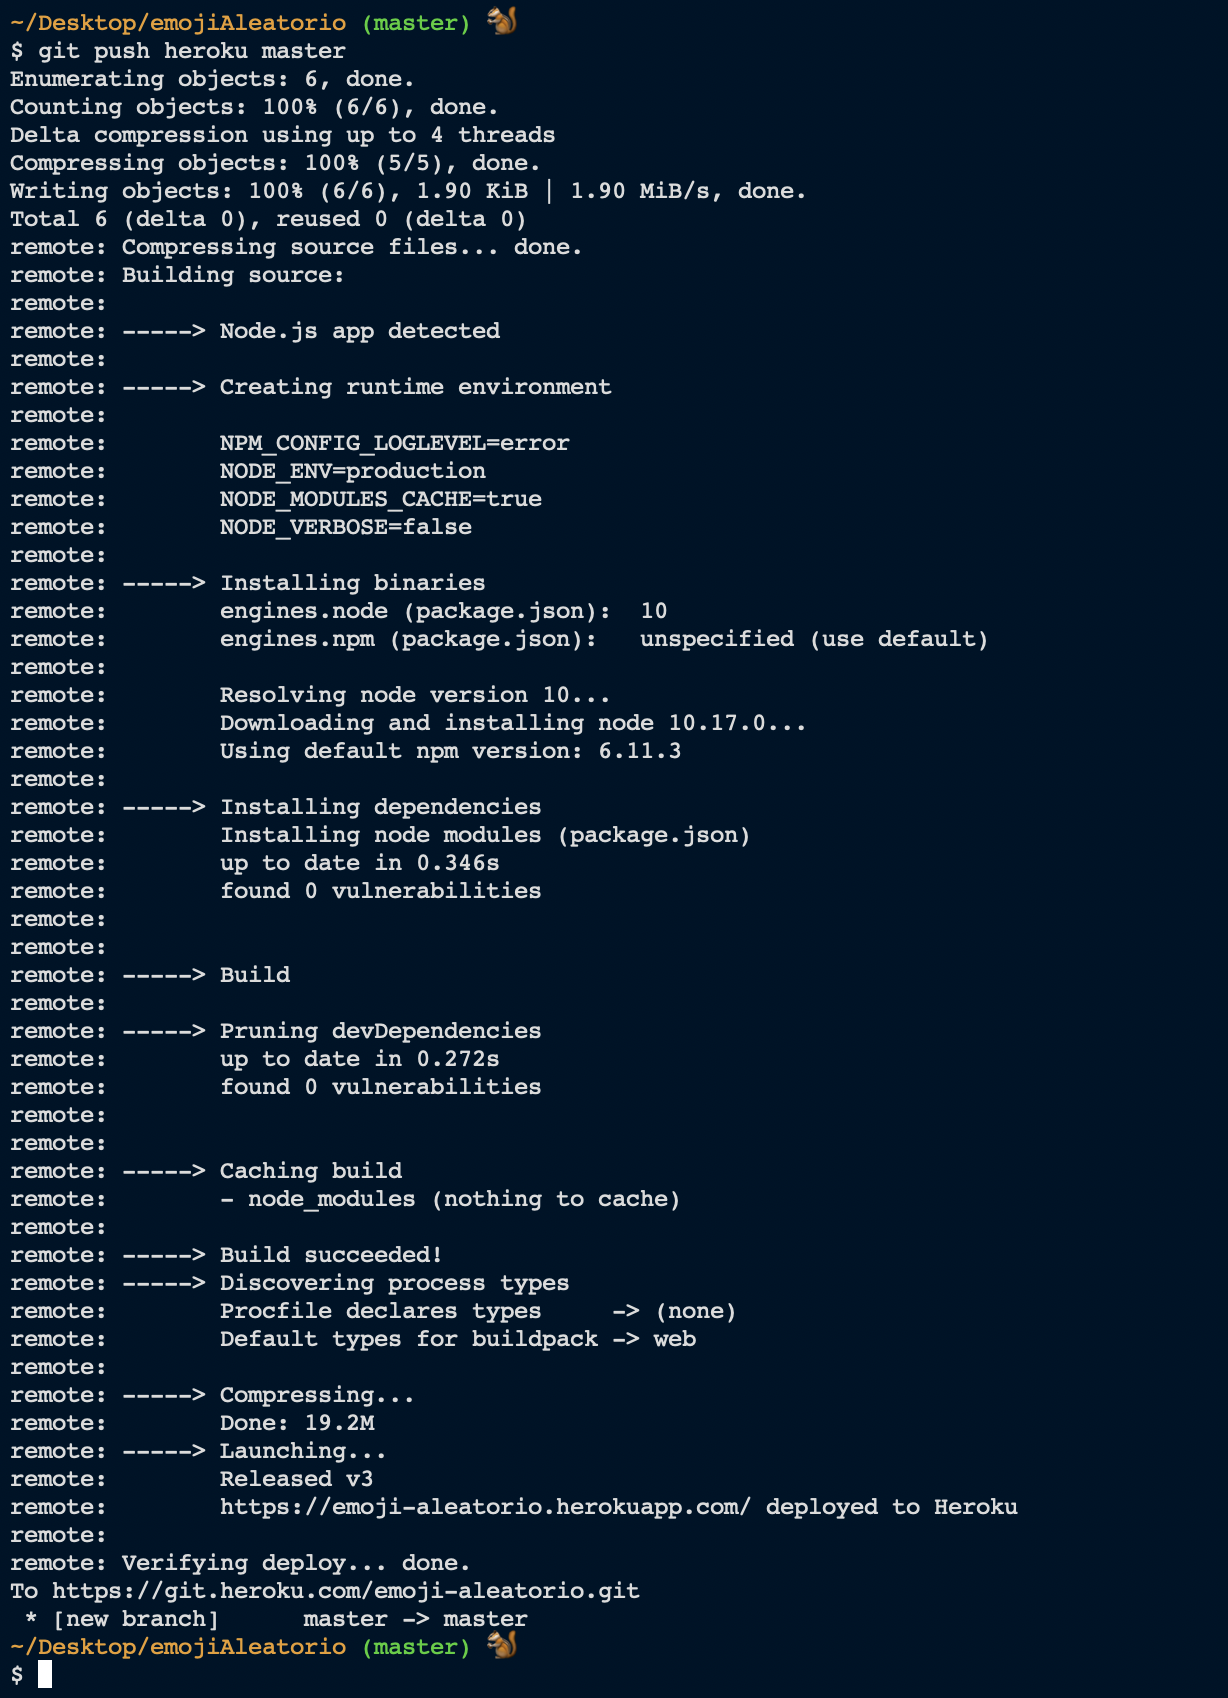 ~/Desktop/emojiAleatorio (master) 🐿
$ git push heroku master
Enumerating objects: 6, done.
Counting objects: 100% (6/6), done.
Delta compression using up to 4 threads
Compressing objects: 100% (5/5), done.
Writing objects: 100% (6/6), 1.90 KiB | 1.90 MiB/s, done.
Total 6 (delta 0), reused 0 (delta 0)
remote: Compressing source files... done.
remote: Building source:
remote:
remote: -----> Node.js app detected
remote:
remote: -----> Creating runtime environment
remote:
remote:        NPM_CONFIG_LOGLEVEL=error
remote:        NODE_ENV=production
remote:        NODE_MODULES_CACHE=true
remote:        NODE_VERBOSE=false
remote:
remote: -----> Installing binaries
remote:        engines.node (package.json):  10
remote:        engines.npm (package.json):   unspecified (use default)
remote:
remote:        Resolving node version 10...
remote:        Downloading and installing node 10.17.0...
remote:        Using default npm version: 6.11.3
remote:
remote: -----> Installing dependencies
remote:        Installing node modules (package.json)
remote:        up to date in 0.346s
remote:        found 0 vulnerabilities
remote:
remote:
remote: -----> Build
remote:
remote: -----> Pruning devDependencies
remote:        up to date in 0.272s
remote:        found 0 vulnerabilities
remote:
remote:
remote: -----> Caching build
remote:        - node_modules (nothing to cache)
remote:
remote: -----> Build succeeded!
remote: -----> Discovering process types
remote:        Procfile declares types     -> (none)
remote:        Default types for buildpack -> web
remote:
remote: -----> Compressing...
remote:        Done: 19.2M
remote: -----> Launching...
remote:        Released v3
remote:        https://emoji-aleatorio.herokuapp.com/ deployed to Heroku
remote:
remote: Verifying deploy... done.
To https://git.heroku.com/emoji-aleatorio.git
 * [new branch]      master -> master
~/Desktop/emojiAleatorio (master) 🐿
$